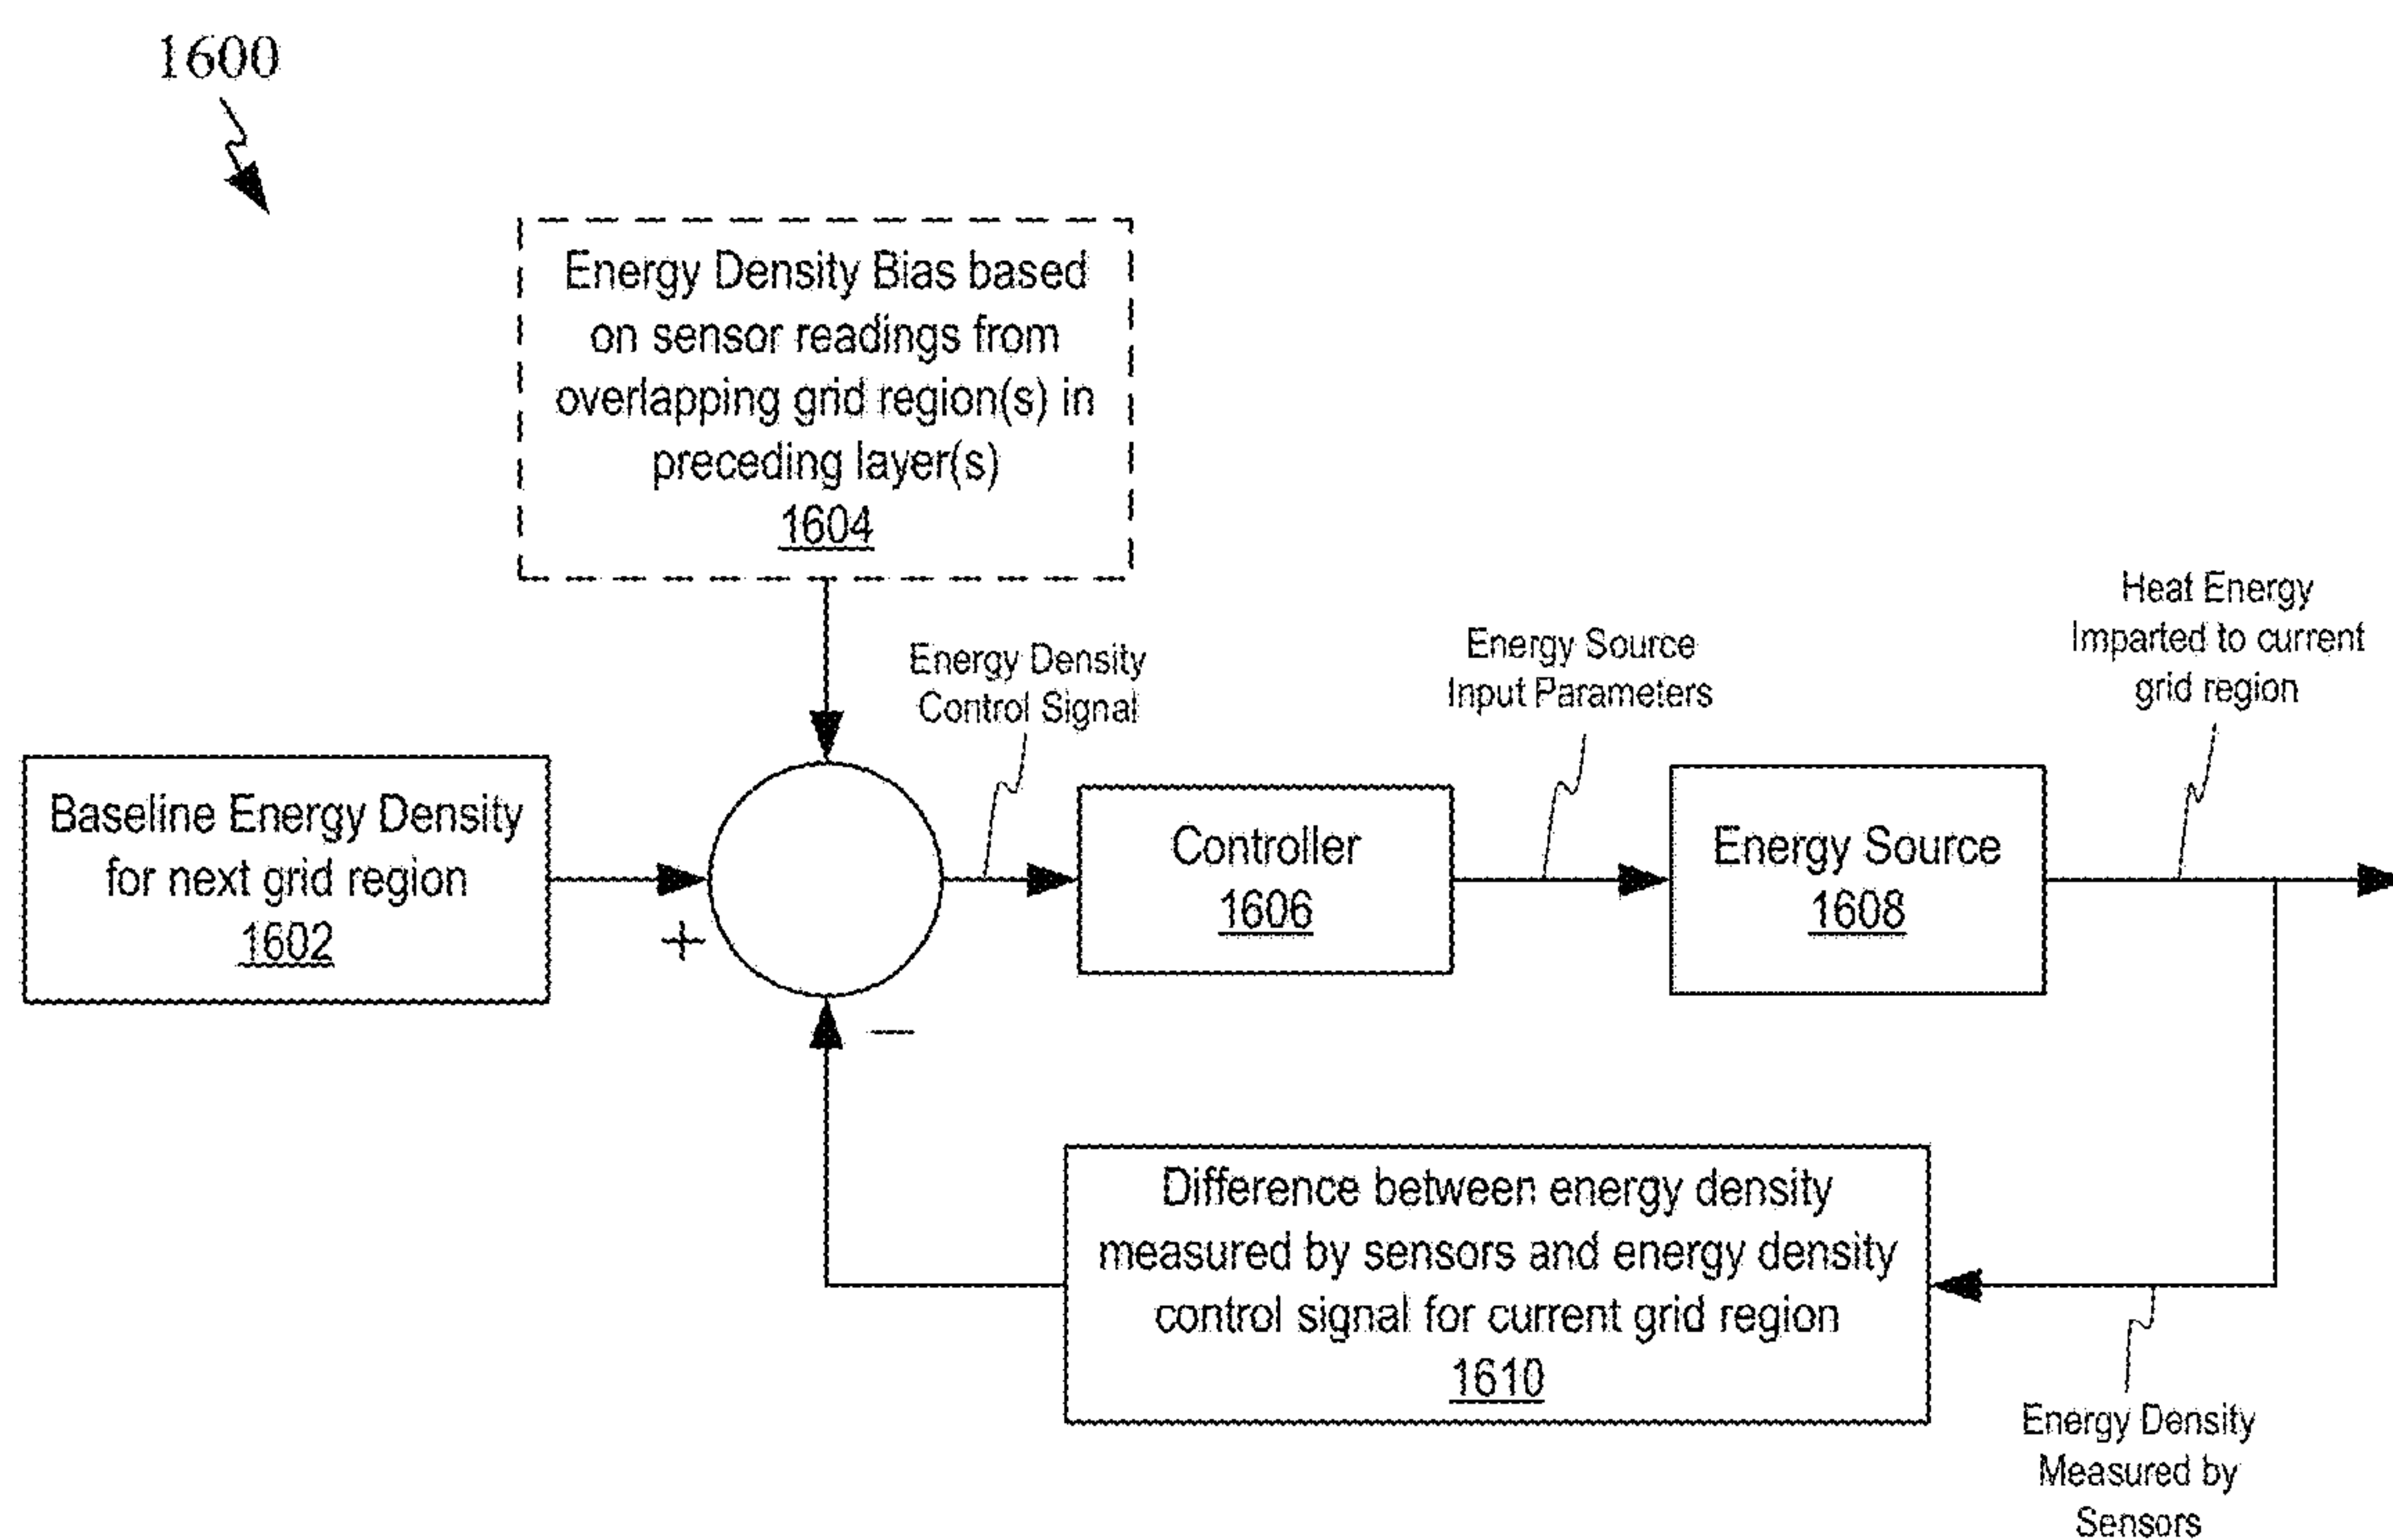 1600
Energy Density Bias based
on sensor readings from
overlapping grid region(s) in
preceding layer(s)
1604
Heat Energy
Imparted to current
grid region
Energy Density
Control Signal
Energy Source
Input Parameters
Baseline Energy Density
for next grid region
1602
+
Controller
1606
Energy Source
1608
—
Difference between energy density
measured by sensors and energy density
control signal for current grid region
1610
Energy Density
Measured by
Sensors